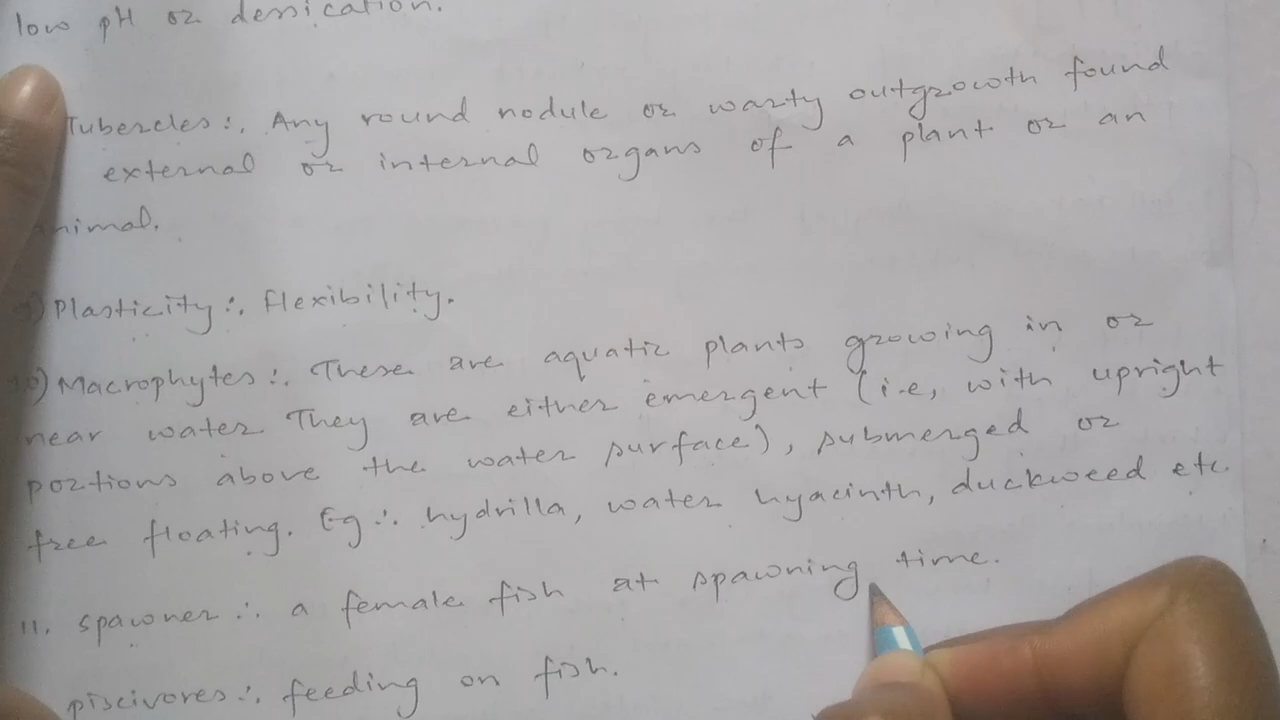 low pH or dessication.
Tubercles:. Any round nodule or warty outgrowth found
external or internal organs of a plant or an
animal.
9) Plasticity:. Flexibility.
10) Macrophytes:. These are aquatic plants growing in or
near water They are either emergent (i.e, with upright
portions above the water surface), submerged or
free floating. Eg:. hydrilla, water hyacinth, duckweed etc
11. spawner:. a female fish at spawning time.
piscivores:. feeding on fish.